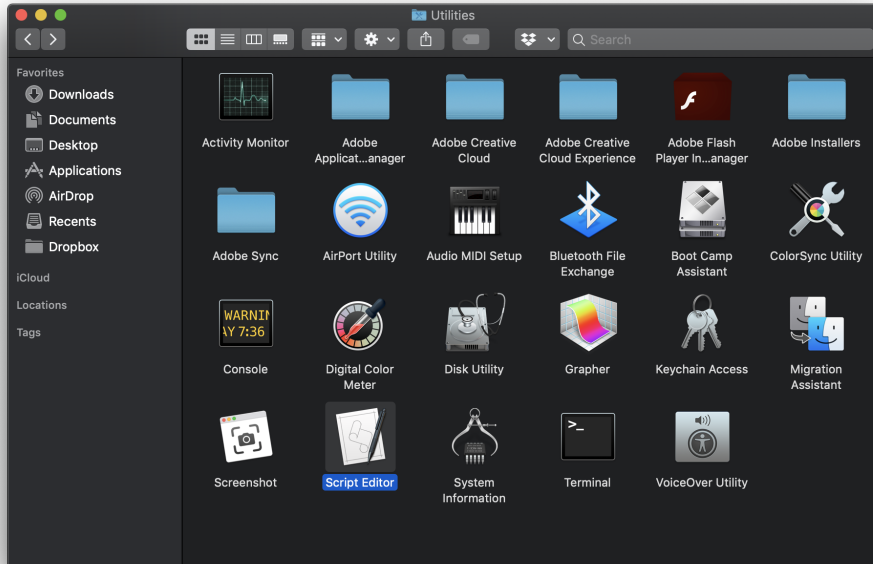 Utilities
Search
Favorites
Downloads
Documents
Desktop
Applications
AirDrop
Recents
Dropbox
iCloud
Locations
Tags
Activity Monitor
Adobe
Applicat...anager
Adobe Creative
Cloud
Adobe Creative
Cloud Experience
Adobe Flash
Player In...anager
Adobe Installers
Adobe Sync
AirPort Utility
Audio MIDI Setup
Bluetooth File
Exchange
Boot Camp
Assistant
ColorSync Utility
WARNIN
AY 7:36
Console
Digital Color
Meter
Disk Utility
Grapher
Keychain Access
Migration
Assistant
Screenshot
Script Editor
System
Information
>_
Terminal
VoiceOver Utility